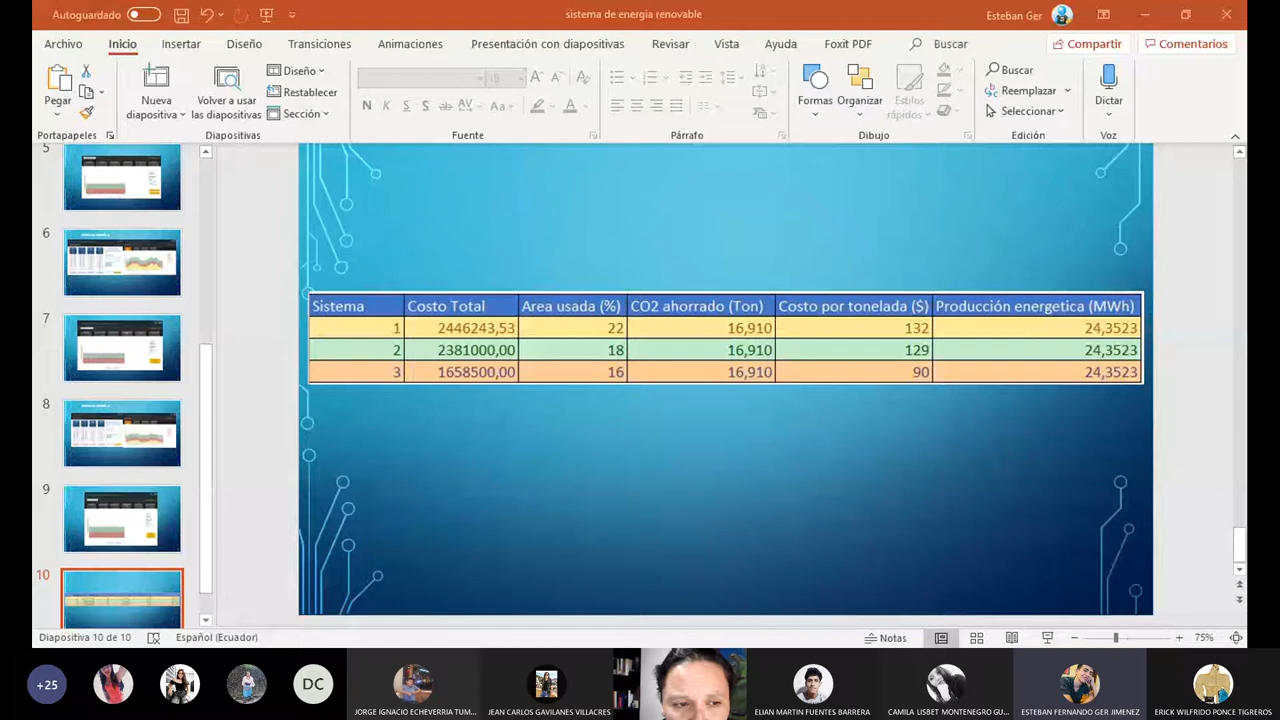 Autoguardado
sistema de energia renovable
Esteban Ger
Archivo Inicio Insertar Diseño Transiciones Animaciones Presentación con diapositivas Revisar Vista Ayuda Foxit PDF Buscar Compartir Comentarios
Pegar
Nueva diapositiva
Volver a usar las diapositivas
Diseño
Restablecer
Sección
N K S S ab AV Aa A
Formas
Organizar
Estilos rápidos
Buscar
Reemplazar
Seleccionar
Dictar
Portapapeles Diapositivas Fuente Párrafo Dibujo Edición Voz
5
6
7
8
9
10
Sistema Costo Total Area usada (%) CO2 ahorrado (Ton) Costo por tonelada ($) Producción energetica (MWh)
1 2446243,53 22 16,910 132 24,3523
2 2381000,00 18 16,910 129 24,3523
3 1658500,00 16 16,910 90 24,3523
Diapositiva 10 de 10 Español (Ecuador) Notas 75%
+25
DC
JORGE IGNACIO ECHEVERRIA TUM...
JEAN CARLOS GAVILANES VILLACRES
ELIAN MARTIN FUENTES BARRERA
CAMILA LISBET MONTENEGRO GU...
ESTEBAN FERNANDO GER JIMENEZ
ERICK WILFRIDO PONCE TIGREROS